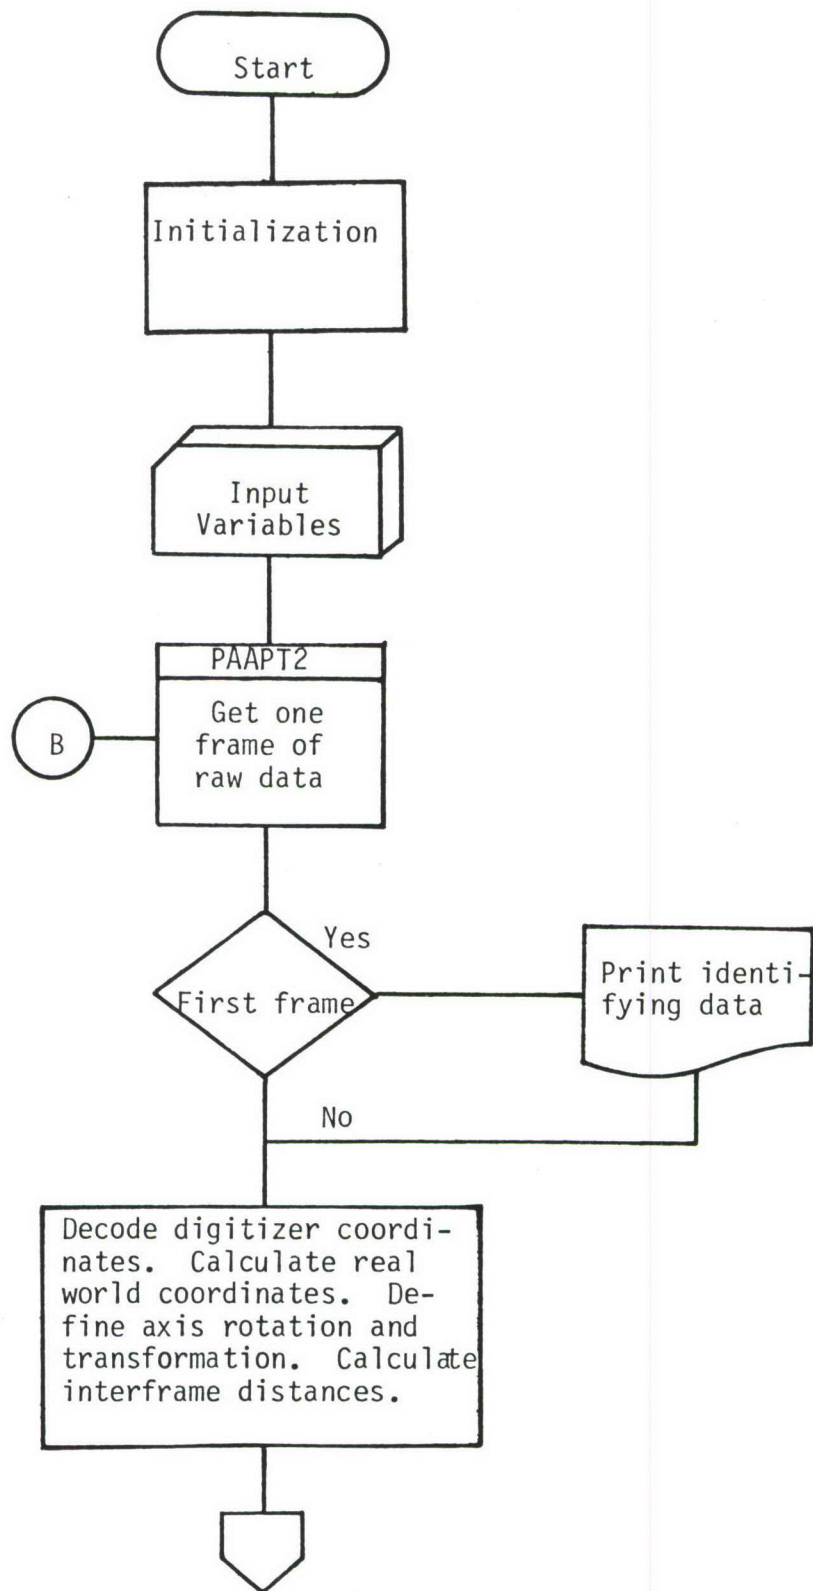 Start
Initialization
Input
Variables
PAAPT2
Get one
frame of
raw data
B
Yes
First frame
Print identi-
fying data
No
Decode digitizer coordi-
nates. Calculate real
world coordinates. De-
fine axis rotation and
transformation. Calculate
interframe distances.